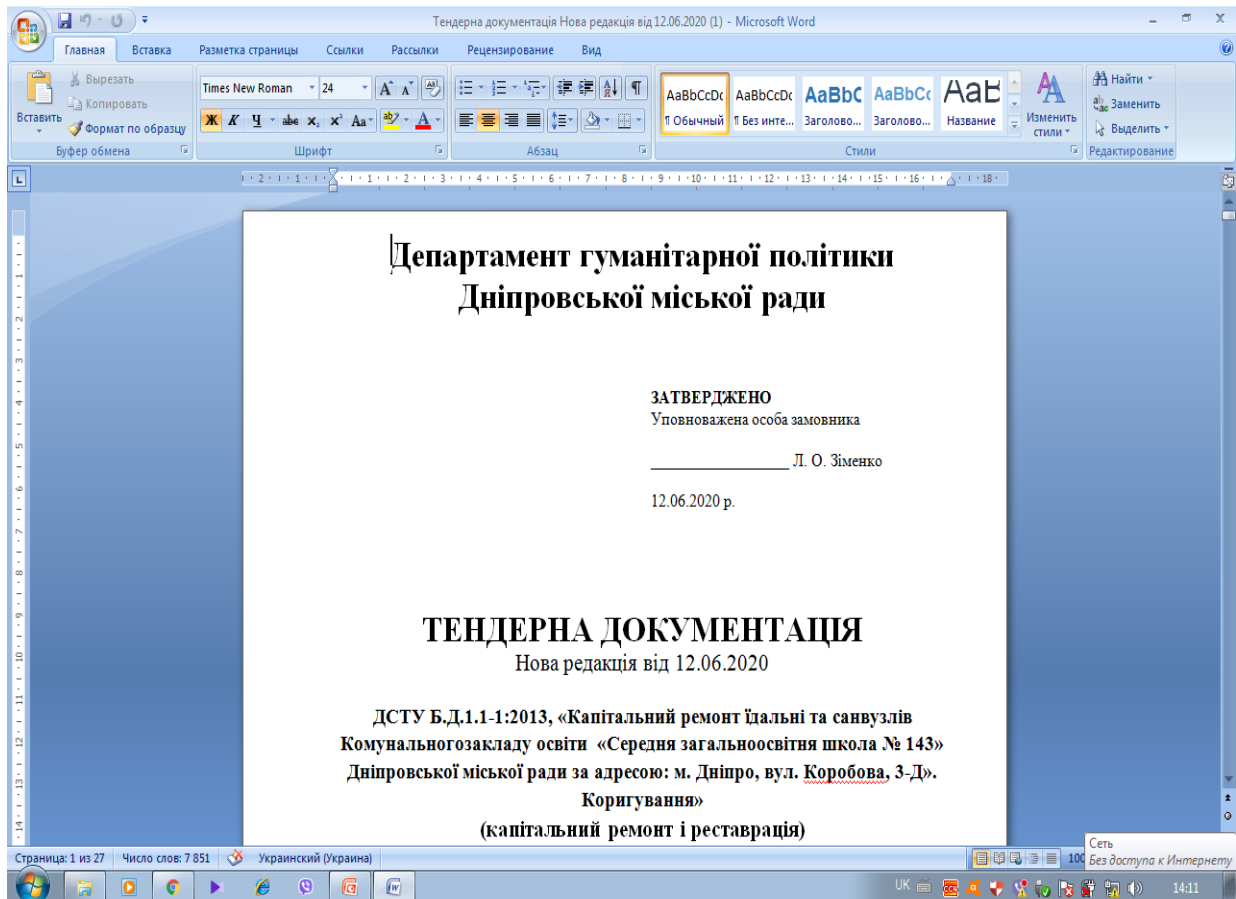 Тендерна документація Нова редакція від 12.06.2020 (1) - Microsoft Word
Главная Вставка Разметка страницы Ссылки Рассылки Рецензирование Вид
Вставить
Вырезать
Копировать
Формат по образцу
Буфер обмена
Times New Roman 24
Ж К Ч abe x₂ x² Aa
Шрифт
Абзац
AaBbCcDc AaBbCcDc AaBbC AaBbCc
¶ Обычный ¶ Без инте... Заголово... Заголово... Название
Изменить
стили
Стили
Найти
Заменить
Выделить
Редактирование
Департамент гуманітарної політики
Дніпровської міської ради
ЗАТВЕРДЖЕНО
Уповноважена особа замовника
__________________ Л. О. Зіменко
12.06.2020 р.
ТЕНДЕРНА ДОКУМЕНТАЦІЯ
Нова редакція від 12.06.2020
ДСТУ Б.Д.1.1-1:2013, «Капітальний ремонт їдальні та санвузлів
Комунальногозакладу освіти «Середня загальноосвітня школа № 143»
Дніпровської міської ради за адресою: м. Дніпро, вул. Коробова, 3-Д».
Коригування»
(капітальний ремонт і реставрація)
Страница: 1 из 27 Число слов: 7 851 Украинский (Украина) 100
Сеть
Без доступа к Интернету
UK 14:11